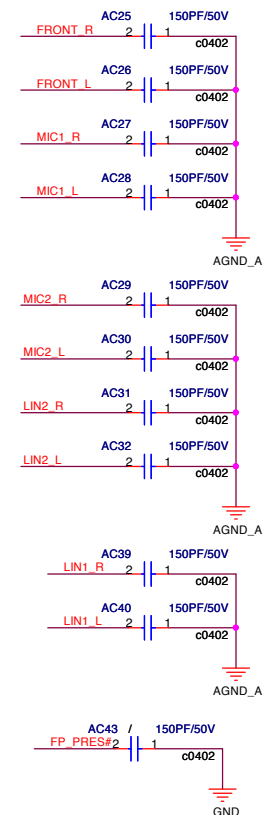 AC25 150PF/50V
FRONT_R 2 1
c0402
AC26 150PF/50V
FRONT_L 2 1
c0402
AC27 150PF/50V
MIC1_R 2 1
c0402
AC28 150PF/50V
MIC1_L 2 1
c0402
AGND_A
AC29 150PF/50V
MIC2_R 2 1
c0402
AC30 150PF/50V
MIC2_L 2 1
c0402
AC31 150PF/50V
LIN2_R 2 1
c0402
AC32 150PF/50V
LIN2_L 2 1
c0402
AGND_A
AC39 150PF/50V
LIN1_R 2 1
c0402
AC40 150PF/50V
LIN1_L 2 1
c0402
AGND_A
AC43 / 150PF/50V
FP_PRES# 2 1
c0402
GND